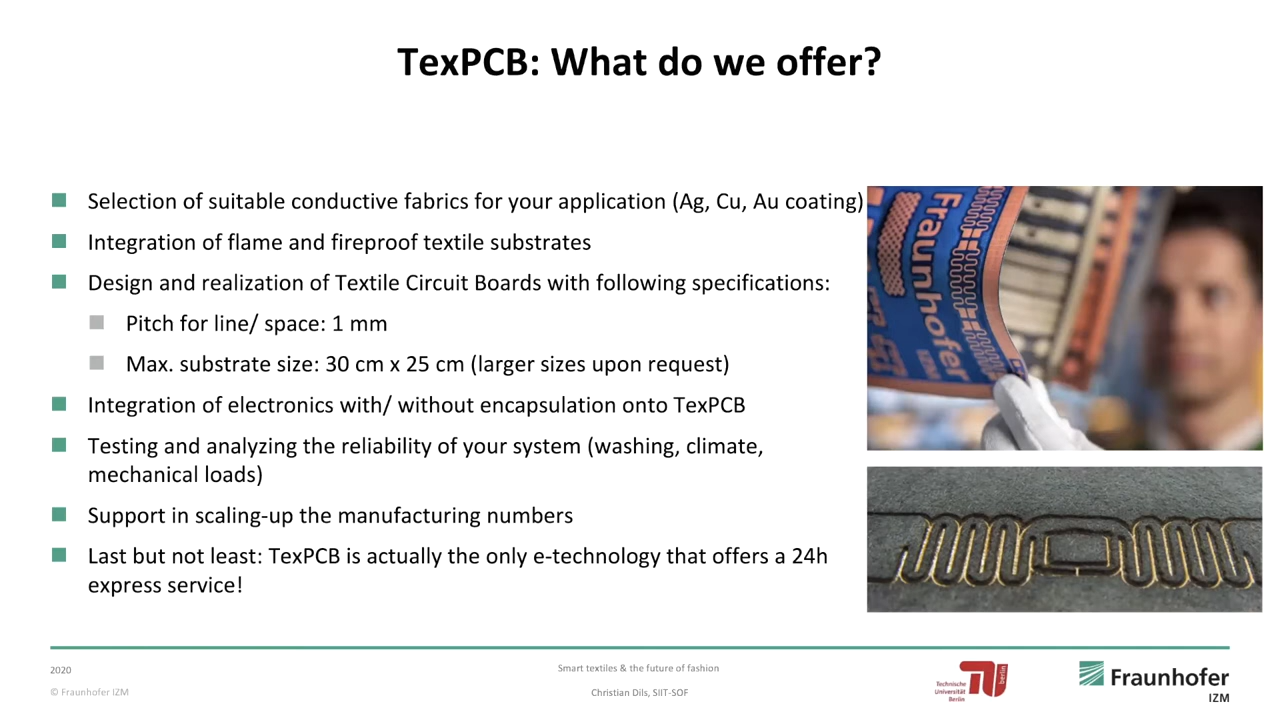 TexPCB: What do we offer?
Selection of suitable conductive fabrics for your application (Ag, Cu, Au coating)
Integration of flame and fireproof textile substrates
Design and realization of Textile Circuit Boards with following specifications:
Pitch for line/ space: 1 mm
Max. substrate size: 30 cm x 25 cm (larger sizes upon request)
Integration of electronics with/ without encapsulation onto TexPCB
Testing and analyzing the reliability of your system (washing, climate,
mechanical loads)
Support in scaling-up the manufacturing numbers
Last but not least: TexPCB is actually the only e-technology that offers a 24h
express service!
Fraunhofer
IZM
2020
© Fraunhofer IZM
Smart textiles & the future of fashion
Christian Dils, SIIT-SOF
Technische
Universität
Berlin
berlin
Fraunhofer
IZM